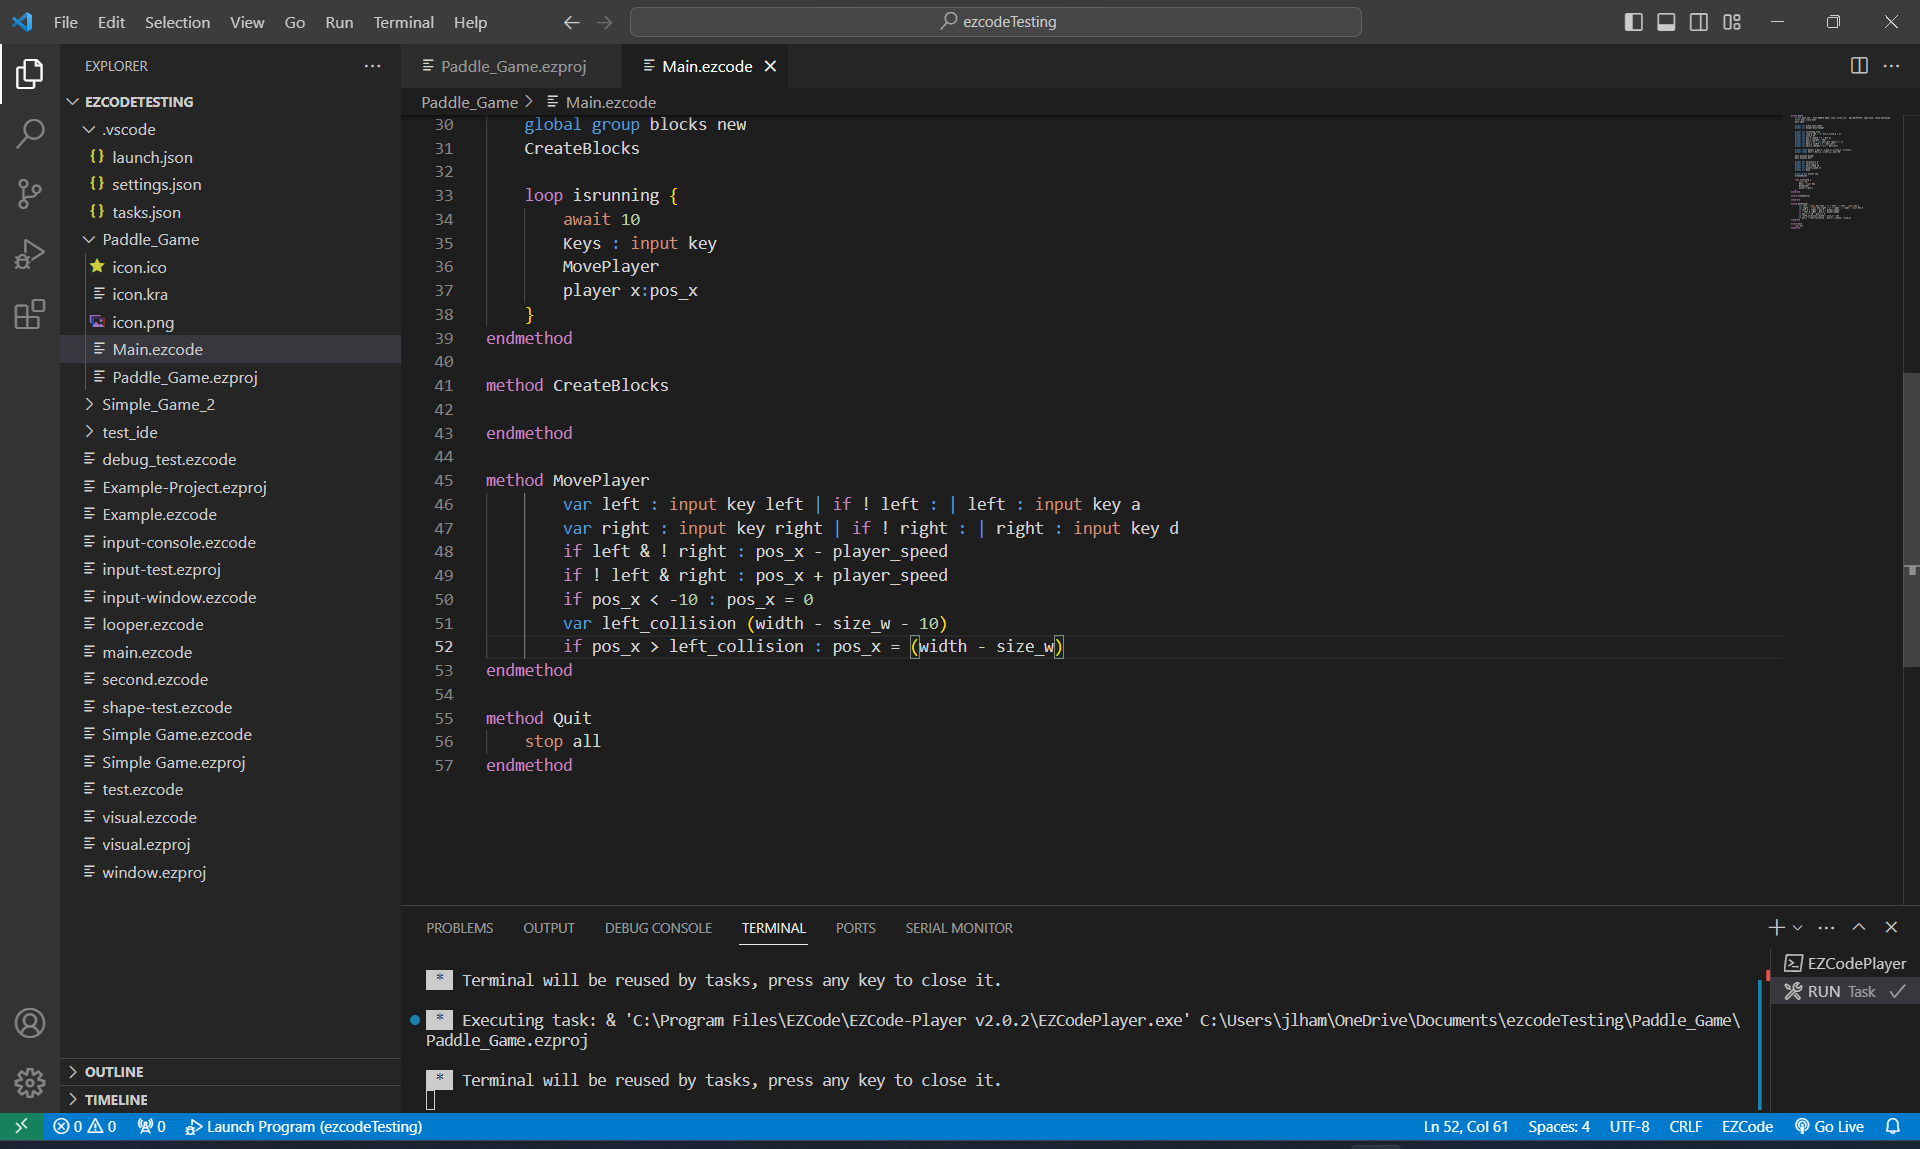 File Edit Selection View Go Run Terminal Help
ezcodeTesting
EXPLORER
EZCODETESTING
.vscode
launch.json
settings.json
tasks.json
Paddle_Game
icon.ico
icon.kra
icon.png
Main.ezcode
Paddle_Game.ezproj
Simple_Game_2
test_ide
debug_test.ezcode
Example-Project.ezproj
Example.ezcode
input-console.ezcode
input-test.ezproj
input-window.ezcode
looper.ezcode
main.ezcode
second.ezcode
shape-test.ezcode
Simple Game.ezcode
Simple Game.ezproj
test.ezcode
visual.ezcode
visual.ezproj
window.ezproj
OUTLINE
TIMELINE
Paddle_Game.ezproj Main.ezcode
Paddle_Game > Main.ezcode
30 global group blocks new
31 CreateBlocks
32
33 loop isrunning {
34 await 10
35 Keys : input key
36 MovePlayer
37 player x:pos_x
38 }
39 endmethod
40
41 method CreateBlocks
42
43 endmethod
44
45 method MovePlayer
46 var left : input key left | if ! left : | left : input key a
47 var right : input key right | if ! right : | right : input key d
48 if left & ! right : pos_x - player_speed
49 if ! left & right : pos_x + player_speed
50 if pos_x < -10 : pos_x = 0
51 var left_collision (width - size_w - 10)
52 if pos_x > left_collision : pos_x = (width - size_w)
53 endmethod
54
55 method Quit
56 stop all
57 endmethod
PROBLEMS OUTPUT DEBUG CONSOLE TERMINAL PORTS SERIAL MONITOR
* Terminal will be reused by tasks, press any key to close it.
* Executing task: & 'C:\Program Files\EZCode\EZCode-Player v2.0.2\EZCodePlayer.exe' C:\Users\jlham\OneDrive\Documents\ezcodeTesting\Paddle_Game\
Paddle_Game.ezproj
* Terminal will be reused by tasks, press any key to close it.
EZCodePlayer
RUN Task
0 0 0 Launch Program (ezcodeTesting) Ln 52, Col 61 Spaces: 4 UTF-8 CRLF EZCode Go Live